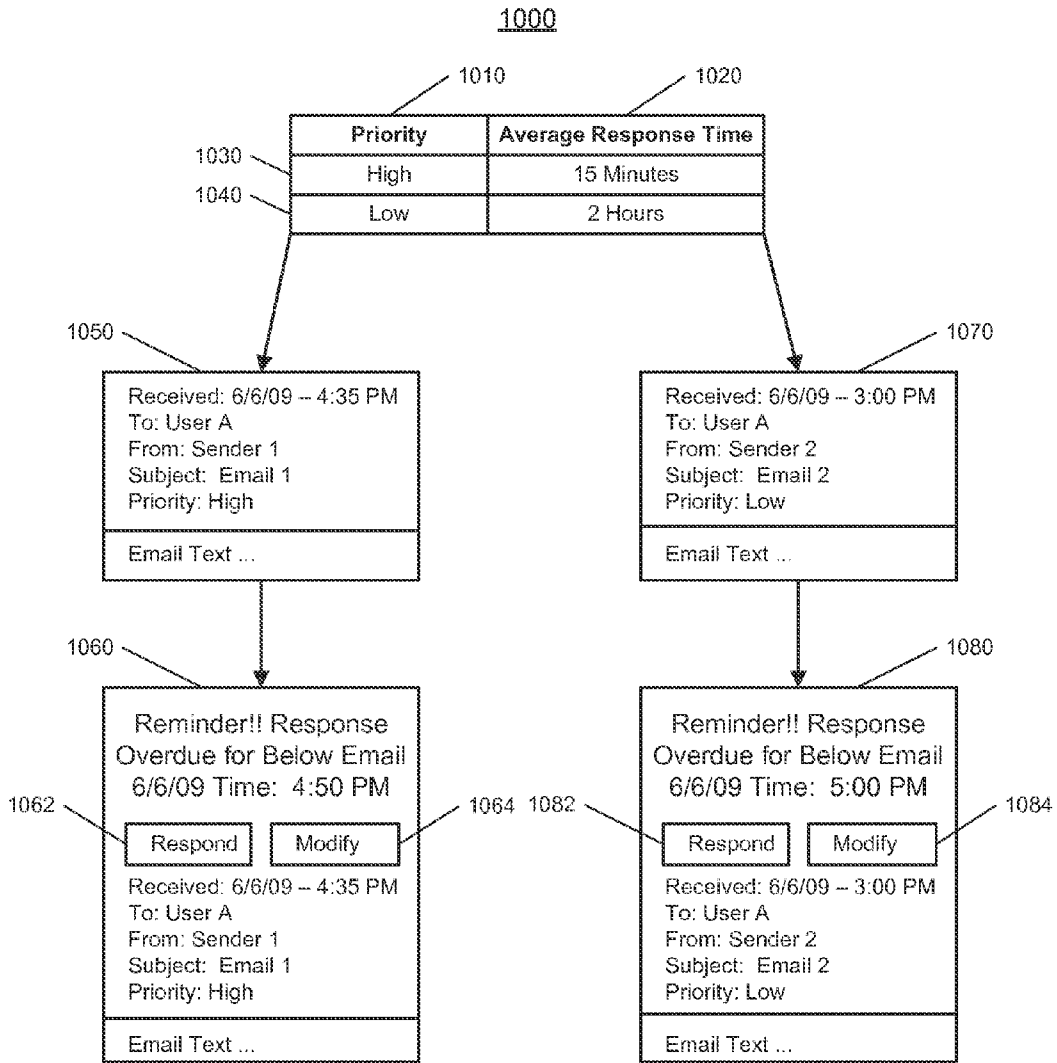 1000
1010 1020
Priority Average Response Time
1030 High 15 Minutes
1040 Low 2 Hours
1050
Received: 6/6/09 – 4:35 PM
To: User A
From: Sender 1
Subject: Email 1
Priority: High
Email Text ...
1070
Received: 6/6/09 – 3:00 PM
To: User A
From: Sender 2
Subject: Email 2
Priority: Low
Email Text ...
1060
Reminder!! Response
Overdue for Below Email
6/6/09 Time: 4:50 PM
1062 Respond Modify 1064
Received: 6/6/09 – 4:35 PM
To: User A
From: Sender 1
Subject: Email 1
Priority: High
Email Text ...
1080
Reminder!! Response
Overdue for Below Email
6/6/09 Time: 5:00 PM
1082 Respond Modify 1084
Received: 6/6/09 – 3:00 PM
To: User A
From: Sender 2
Subject: Email 2
Priority: Low
Email Text ...